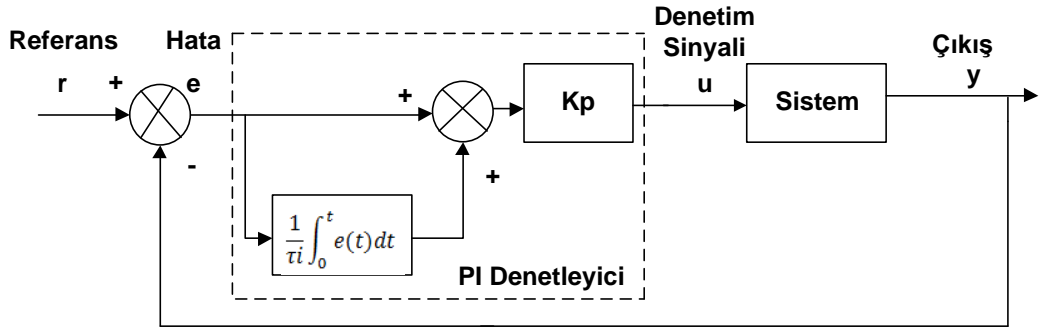 Referans
r
+
Hata
e
-
+
+
Kp
Denetim
Sinyali
u
Sistem
Çıkış
y
1/τi ∫₀ᵗ e(t)dt
PI Denetleyici